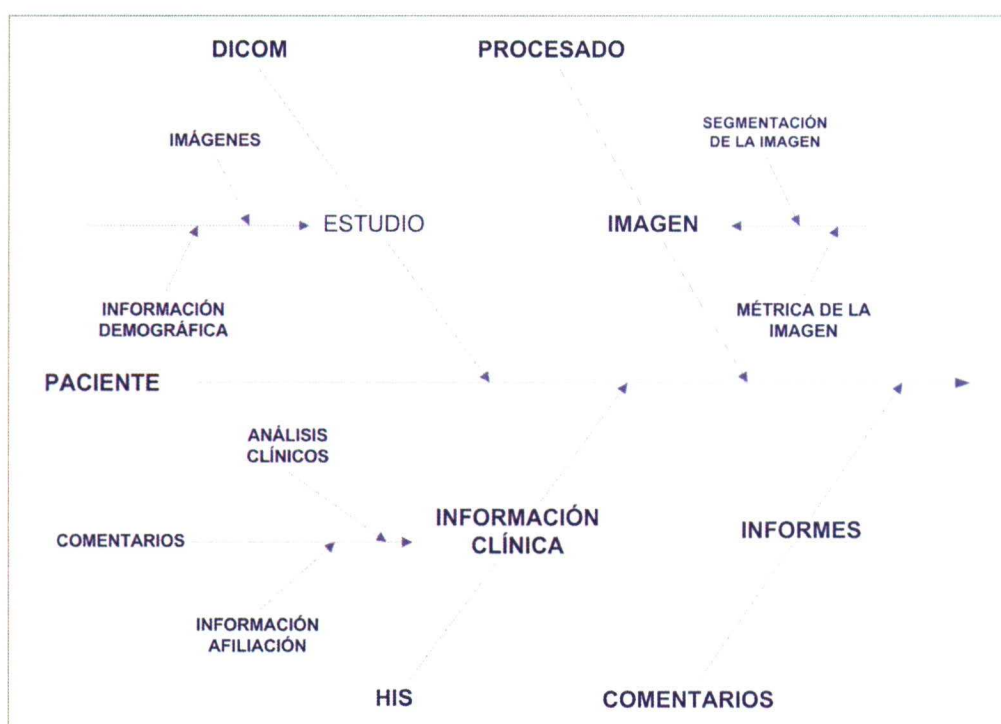 DICOM
PROCESADO
IMÁGENES
SEGMENTACIÓN
DE LA IMAGEN
ESTUDIO
IMAGEN
INFORMACIÓN
DEMOGRÁFICA
MÉTRICA DE LA
IMAGEN
PACIENTE
ANÁLISIS
CLÍNICOS
COMENTARIOS
INFORMACIÓN
CLÍNICA
INFORMES
INFORMACIÓN
AFILIACIÓN
HIS
COMENTARIOS